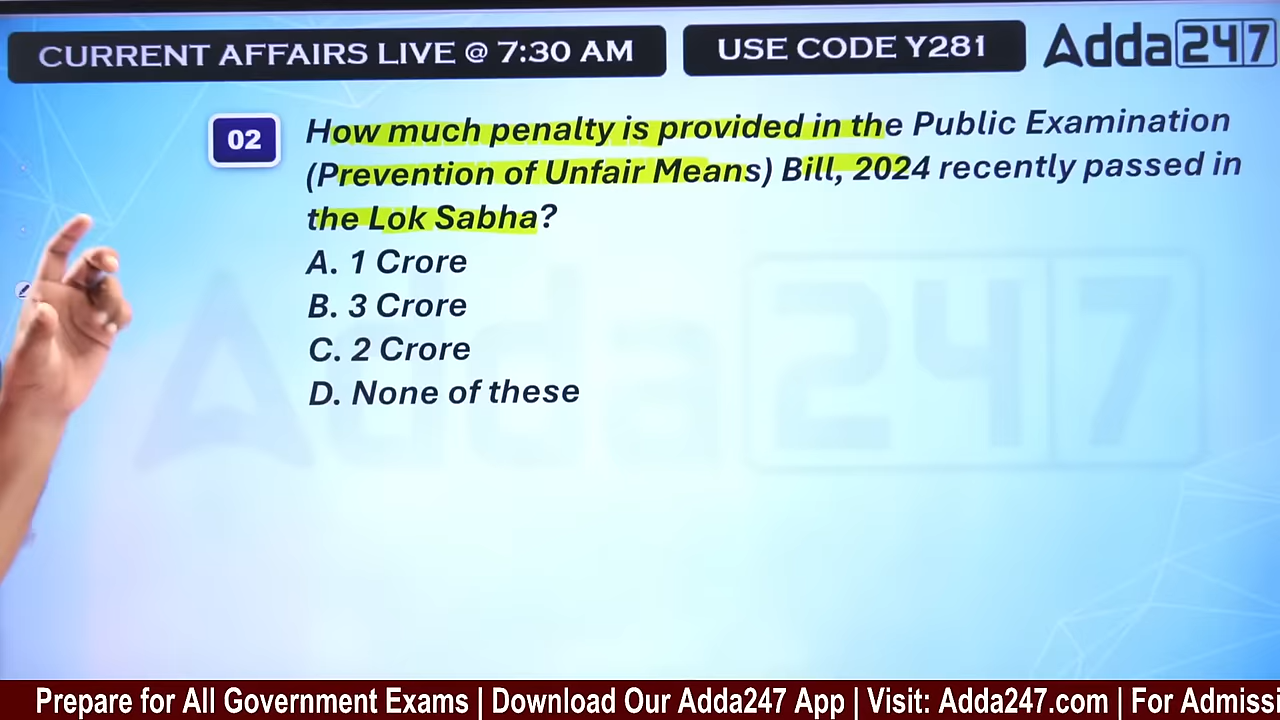 CURRENT AFFAIRS LIVE @ 7:30 AM
USE CODE Y281
Adda247
02
How much penalty is provided in the Public Examination
(Prevention of Unfair Means) Bill, 2024 recently passed in
the Lok Sabha?
A. 1 Crore
B. 3 Crore
C. 2 Crore
D. None of these
Adda247
Prepare for All Government Exams | Download Our Adda247 App | Visit: Adda247.com | For Admissi